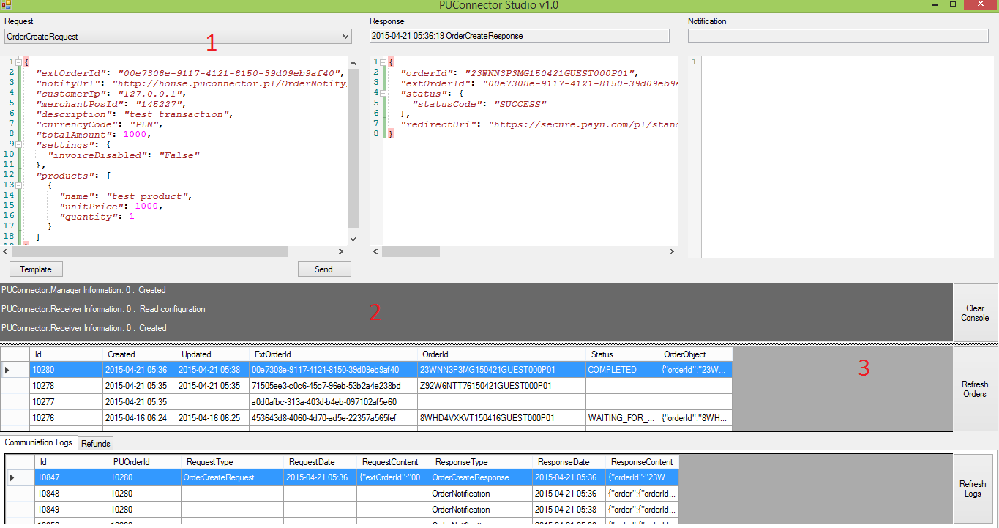 PUConnector Studio v1.0
Request
OrderCreateRequest
1
1 {
2 "extOrderId": "00e7308e-9117-4121-8150-39d09eb9af40",
3 "notifyUrl": "http://house.puconnector.pl/OrderNotify
4 "customerIp": "127.0.0.1",
5 "merchantPosId": "145227",
6 "description": "test transaction",
7 "currencyCode": "PLN",
8 "totalAmount": 1000,
9 "settings": {
10 "invoiceDisabled": "False"
11 },
12 "products": [
13 {
14 "name": "test product",
15 "unitPrice": 1000,
16 "quantity": 1
17 }
18 ]
Template
Send
Response
2015-04-21 05:36:19 OrderCreateResponse
1 {
2 "orderId": "23WNN3P3MG150421GUEST000P01",
3 "extOrderId": "00e7308e-9117-4121-8150-39d09eb9a
4 "status": {
5 "statusCode": "SUCCESS"
6 },
7 "redirectUri": "https://secure.payu.com/pl/stand
8 }
Notification
1
PUConnector.Manager Information: 0 : Created
PUConnector.Receiver Information: 0 : Read configuration
PUConnector.Receiver Information: 0 : Created
2
Clear Console
Id Created Updated ExtOrderId OrderId Status OrderObject
10280 2015-04-21 05:36 2015-04-21 05:38 00e7308e-9117-4121-8150-39d09eb9af40 23WNN3P3MG150421GUEST000P01 COMPLETED {"orderId":"23W...
10278 2015-04-21 05:35 2015-04-21 05:35 71505ee3-c0c6-45c7-96eb-53b2a4e238bd Z92W6NTT76150421GUEST000P01
10277 2015-04-21 05:35 a0d0afbc-313a-403d-b4eb-097102af5e60
10276 2015-04-16 06:24 2015-04-16 06:25 453643d8-4060-4d70-ad5e-22357a565fef 8WHD4VXKVT150416GUEST000P01 WAITING_FOR_... {"orderId":"8WH...
3
Refresh Orders
Communiation Logs Refunds
Id PUOrderId RequestType RequestDate RequestContent ResponseType ResponseDate ResponseContent
10847 10280 OrderCreateRequest 2015-04-21 05:36 {"extOrderId":"00... OrderCreateResponse 2015-04-21 05:36 {"orderId":"23W...
10848 10280 OrderNotification 2015-04-21 05:36 {"order":{"orderId...
10849 10280 OrderNotification 2015-04-21 05:38 {"order":{"orderId...
Refresh Logs